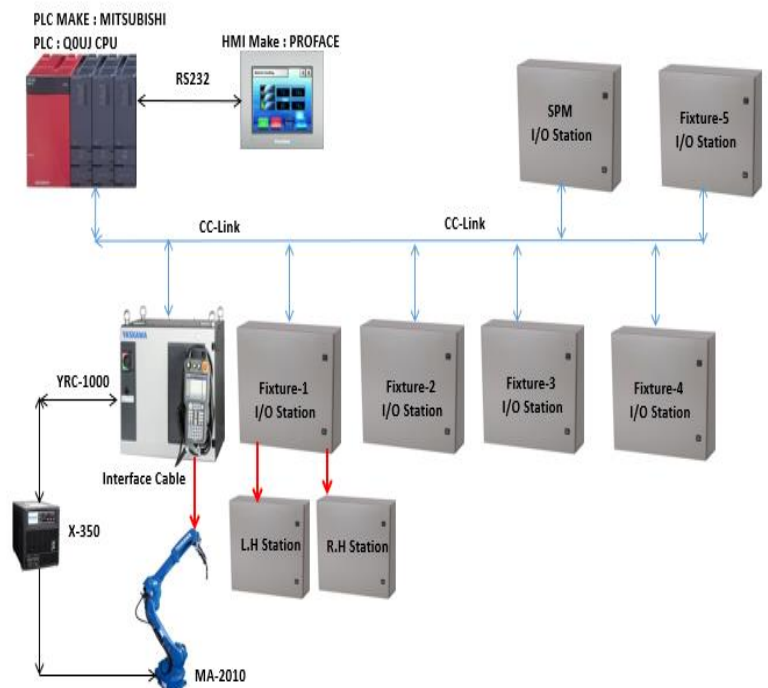 PLC MAKE : MITSUBISHI
PLC : Q0UJ CPU
HMI Make : PROFACE
RS232
SPM
I/O Station
Fixture-5
I/O Station
CC-Link
CC-Link
YASKAWA
YRC-1000
Fixture-1
I/O Station
Fixture-2
I/O Station
Fixture-3
I/O Station
Fixture-4
I/O Station
Interface Cable
X-350
L.H Station
R.H Station
MA-2010